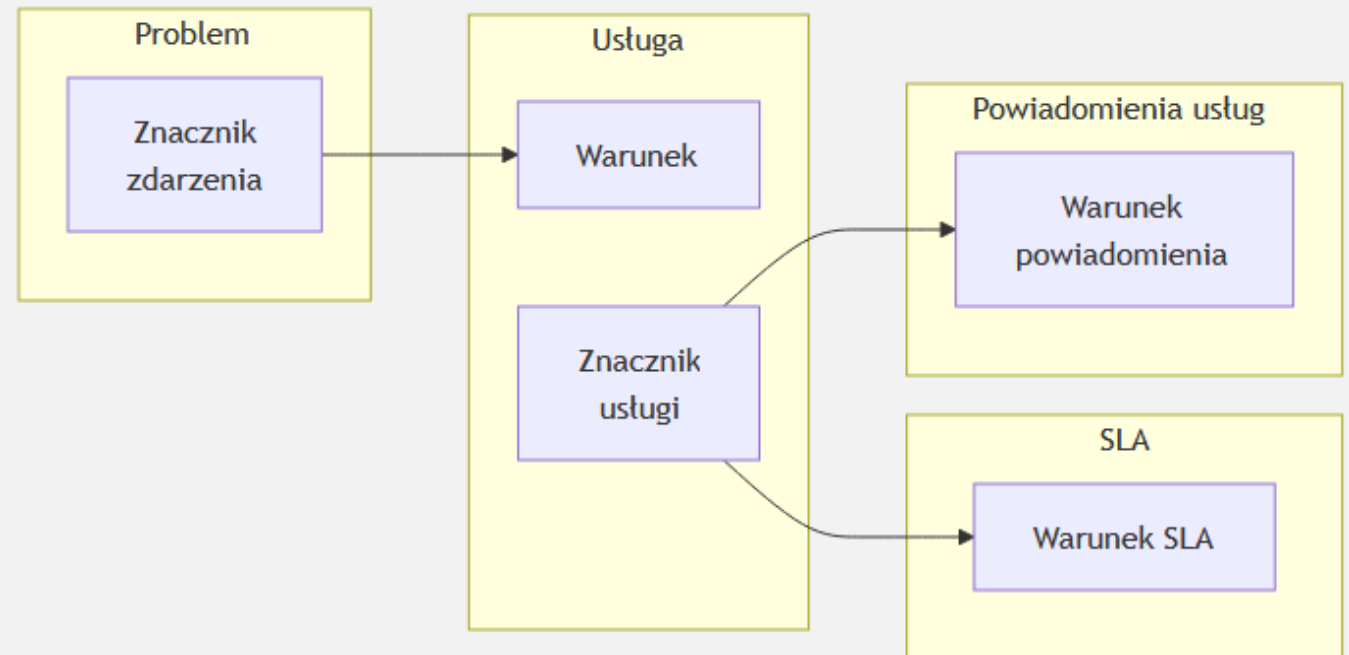 Problem
Znacznik
zdarzenia
Usługa
Warunek
Znacznik
usługi
Powiadomienia usług
Warunek
powiadomienia
SLA
Warunek SLA